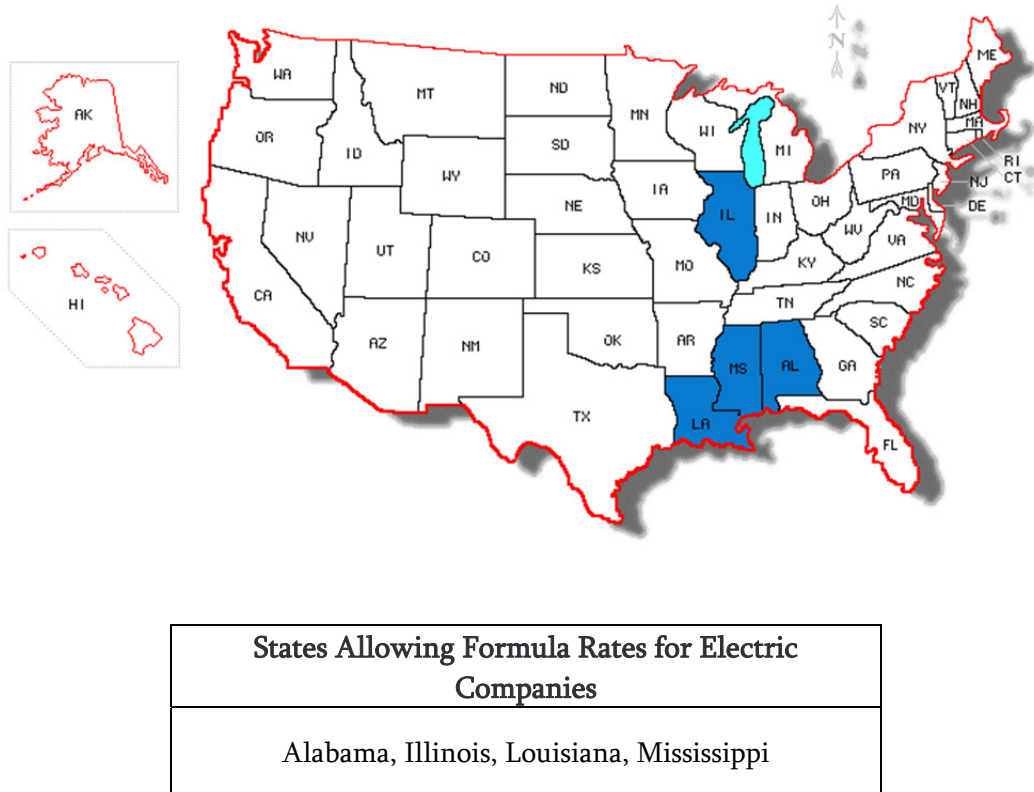 N
WA
MT
ND
MN
ME
VT
NH
MA
NY
WI
MI
AK
OR
ID
SD
WY
RI
CT
PA
NJ
DE
MD
IA
NE
OH
IL
IN
WV
VA
NV
UT
CO
KS
MO
KY
HI
CA
NC
TN
SC
AZ
NM
OK
AR
MS
AL
GA
TX
LA
FL
States Allowing Formula Rates for Electric
Companies
Alabama, Illinois, Louisiana, Mississippi